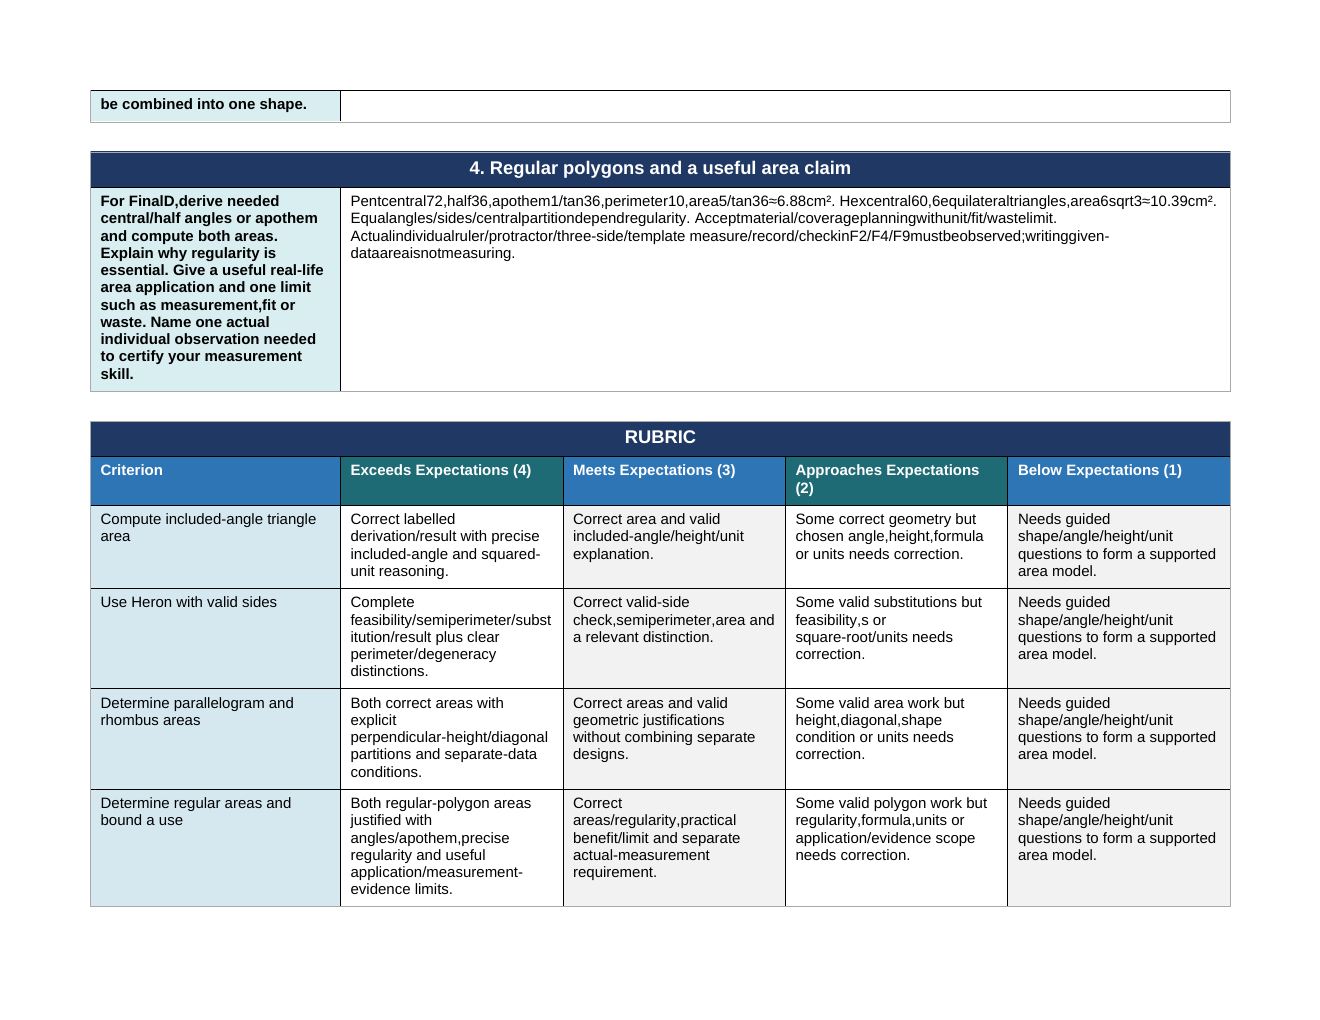 be combined into one shape.
4. Regular polygons and a useful area claim
For FinalD,derive needed
central/half angles or apothem
and compute both areas.
Explain why regularity is
essential. Give a useful real-life
area application and one limit
such as measurement,fit or
waste. Name one actual
individual observation needed
to certify your measurement
skill.
Pentcentral72,half36,apothem1/tan36,perimeter10,area5/tan36≈6.88cm². Hexcentral60,6equilateraltriangles,area6sqrt3≈10.39cm².
Equalangles/sides/centralpartitiondependregularity. Acceptmaterial/coverageplanningwithunit/fit/wastelimit.
Actualindividualruler/protractor/three-side/template measure/record/checkinF2/F4/F9mustbeobserved;writinggiven-
dataareaisnotmeasuring.
RUBRIC
Criterion
Exceeds Expectations (4)
Meets Expectations (3)
Approaches Expectations
(2)
Below Expectations (1)
Compute included-angle triangle
area
Correct labelled
derivation/result with precise
included-angle and squared-
unit reasoning.
Correct area and valid
included-angle/height/unit
explanation.
Some correct geometry but
chosen angle,height,formula
or units needs correction.
Needs guided
shape/angle/height/unit
questions to form a supported
area model.
Use Heron with valid sides
Complete
feasibility/semiperimeter/subst
itution/result plus clear
perimeter/degeneracy
distinctions.
Correct valid-side
check,semiperimeter,area and
a relevant distinction.
Some valid substitutions but
feasibility,s or
square-root/units needs
correction.
Needs guided
shape/angle/height/unit
questions to form a supported
area model.
Determine parallelogram and
rhombus areas
Both correct areas with
explicit
perpendicular-height/diagonal
partitions and separate-data
conditions.
Correct areas and valid
geometric justifications
without combining separate
designs.
Some valid area work but
height,diagonal,shape
condition or units needs
correction.
Needs guided
shape/angle/height/unit
questions to form a supported
area model.
Determine regular areas and
bound a use
Both regular-polygon areas
justified with
angles/apothem,precise
regularity and useful
application/measurement-
evidence limits.
Correct
areas/regularity,practical
benefit/limit and separate
actual-measurement
requirement.
Some valid polygon work but
regularity,formula,units or
application/evidence scope
needs correction.
Needs guided
shape/angle/height/unit
questions to form a supported
area model.